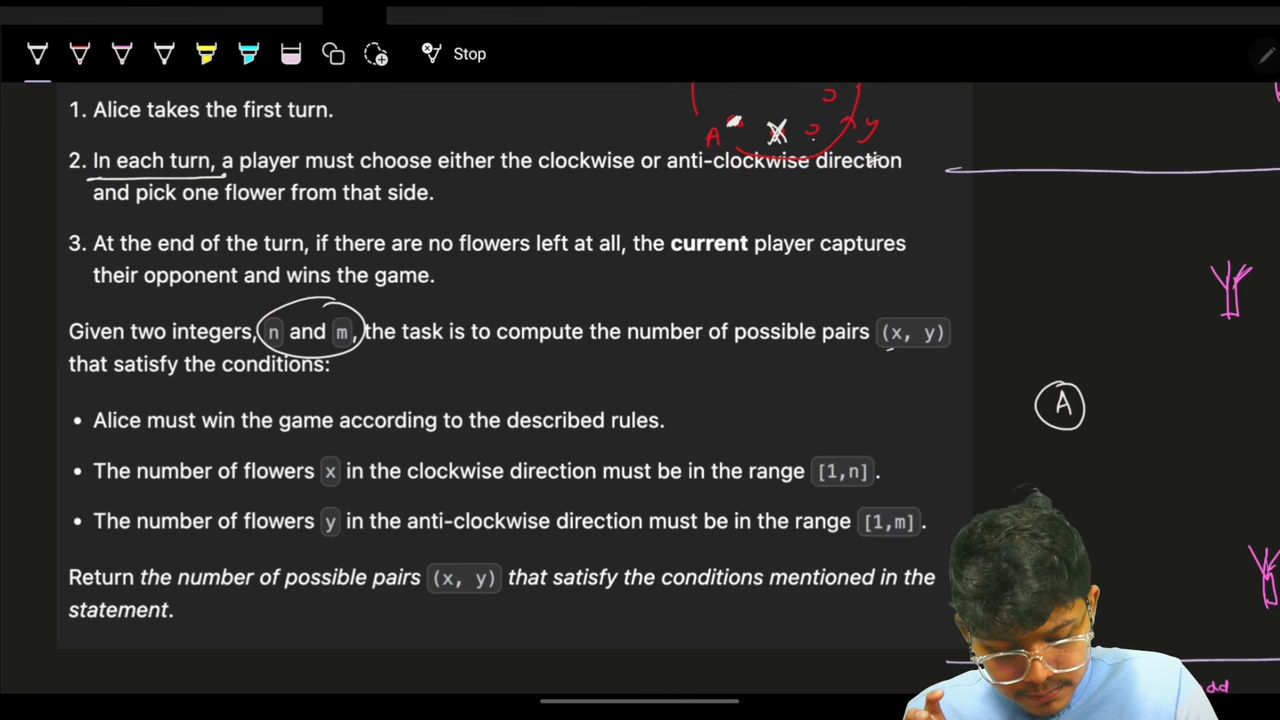 Stop
1. Alice takes the first turn.
A X y
2. In each turn, a player must choose either the clockwise or anti-clockwise direction
and pick one flower from that side.
3. At the end of the turn, if there are no flowers left at all, the current player captures
their opponent and wins the game.
Given two integers, n and m, the task is to compute the number of possible pairs (x, y)
that satisfy the conditions:
A
• Alice must win the game according to the described rules.
• The number of flowers x in the clockwise direction must be in the range [1,n].
• The number of flowers y in the anti-clockwise direction must be in the range [1,m].
Return the number of possible pairs (x, y) that satisfy the conditions mentioned in the
statement.